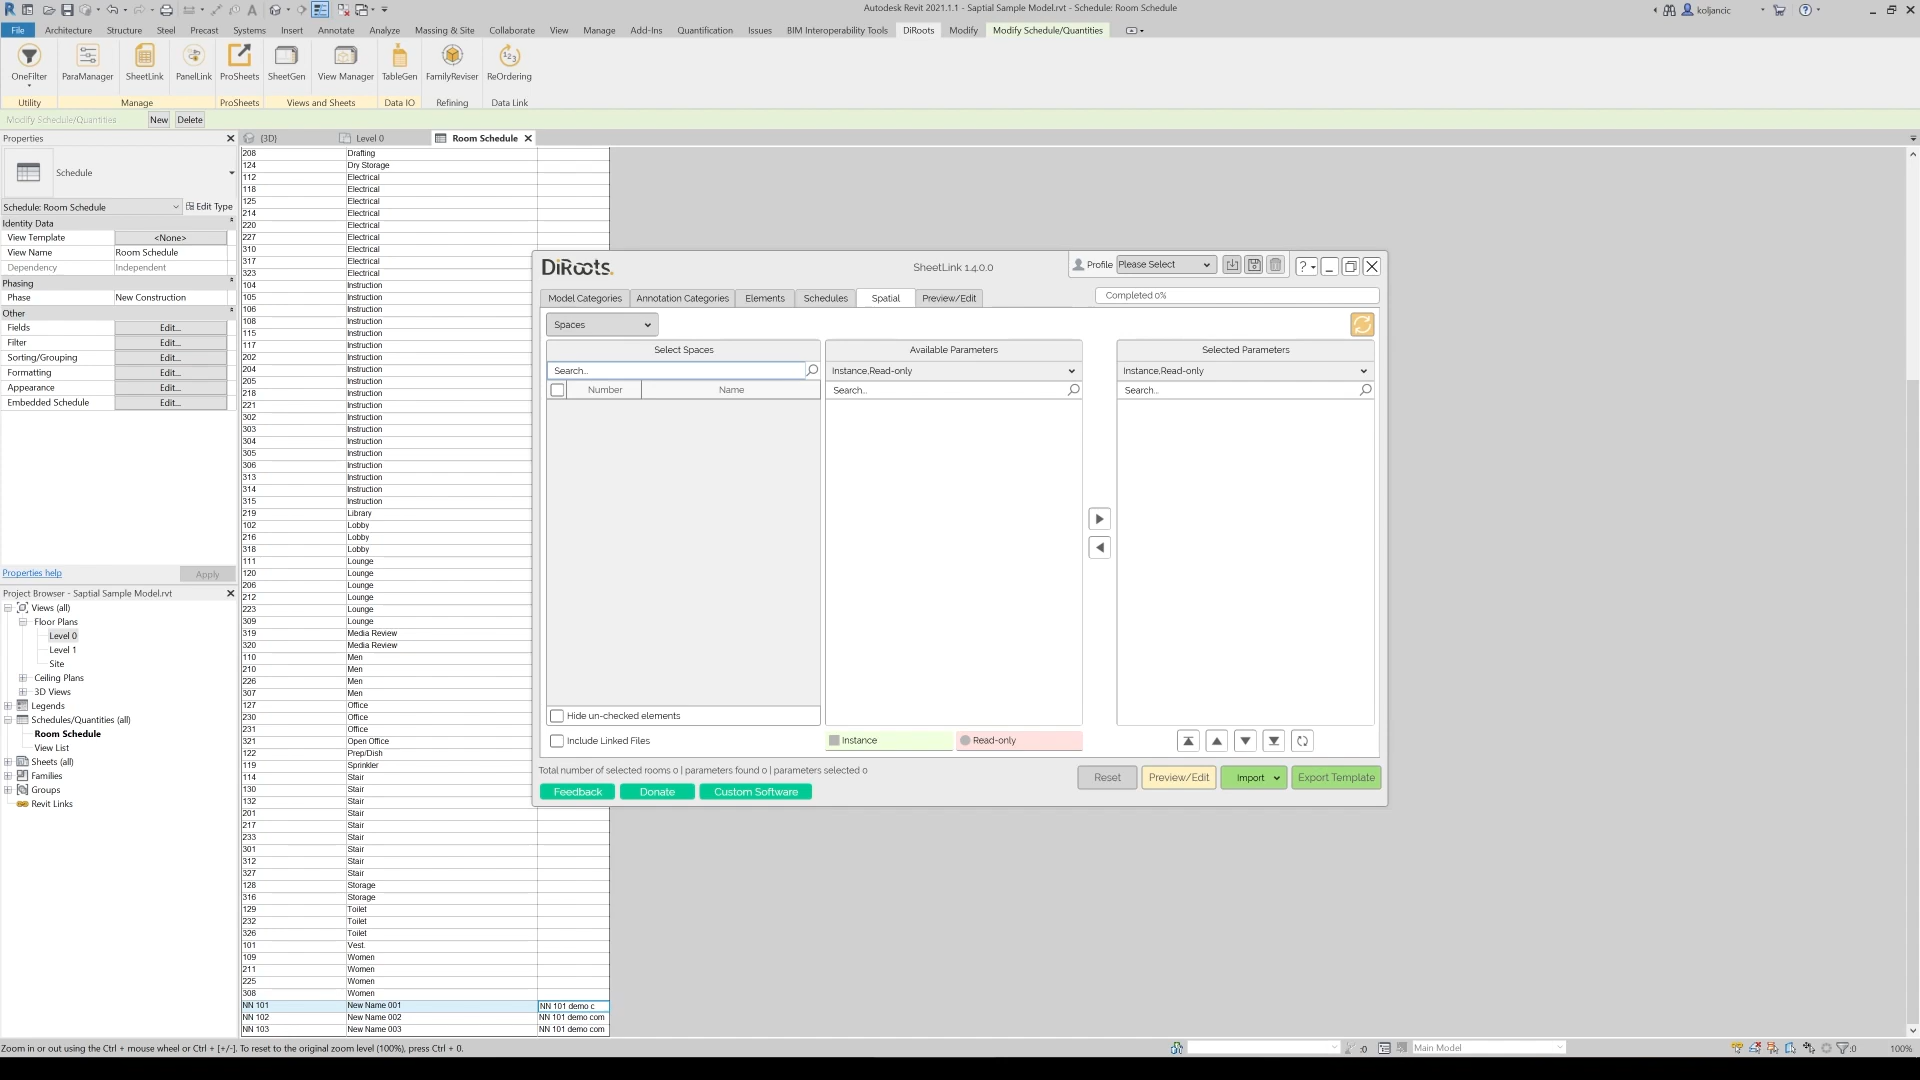 Autodesk Revit 2021.1.1 - Saptial Sample Model.rvt - Schedule: Room Schedule
koljancic
File Architecture Structure Steel Precast Systems Insert Annotate Analyze Massing & Site Collaborate View Manage Add-Ins Quantification Issues BIM Interoperability Tools DiRoots Modify Modify Schedule/Quantities
OneFilter ParaManager SheetLink PanelLink ProSheets SheetGen View Manager TableGen FamilyReviser ReOrdering
Utility Manage ProSheets Views and Sheets Data IO Refining Data Link
Modify Schedule/Quantities New Delete
Properties
{3D} Level 0 Room Schedule
Schedule
Schedule: Room Schedule Edit Type
Identity Data
View Template <None>
View Name Room Schedule
Dependency Independent
Phasing
Phase New Construction
Other
Fields Edit...
Filter Edit...
Sorting/Grouping Edit...
Formatting Edit...
Appearance Edit...
Embedded Schedule Edit...
Properties help Apply
Project Browser - Saptial Sample Model.rvt
Views (all)
Floor Plans
Level 0
Level 1
Site
Ceiling Plans
3D Views
Legends
Schedules/Quantities (all)
Room Schedule
View List
Sheets (all)
Families
Groups
Revit Links
208 Drafting
124 Dry Storage
112 Electrical
118 Electrical
125 Electrical
214 Electrical
220 Electrical
227 Electrical
310 Electrical
317 Electrical
323 Electrical
104 Instruction
105 Instruction
106 Instruction
108 Instruction
115 Instruction
117 Instruction
202 Instruction
204 Instruction
205 Instruction
218 Instruction
221 Instruction
302 Instruction
303 Instruction
304 Instruction
305 Instruction
306 Instruction
313 Instruction
314 Instruction
315 Instruction
219 Library
102 Lobby
216 Lobby
318 Lobby
111 Lounge
120 Lounge
206 Lounge
212 Lounge
223 Lounge
309 Lounge
319 Media Review
320 Media Review
110 Men
210 Men
226 Men
307 Men
127 Office
230 Office
231 Office
321 Open Office
122 Prep/Dish
119 Sprinkler
114 Stair
130 Stair
132 Stair
201 Stair
217 Stair
233 Stair
301 Stair
312 Stair
327 Stair
128 Storage
316 Storage
129 Toilet
232 Toilet
326 Toilet
101 Vest.
109 Women
211 Women
225 Women
308 Women
NN 101 New Name 001 NN 101 demo c
NN 102 New Name 002 NN 102 demo com
NN 103 New Name 003 NN 103 demo com
DiRoots.
SheetLink 1.4.0.0
Profile Please Select
?
Model Categories Annotation Categories Elements Schedules Spatial Preview/Edit
Completed 0%
Spaces
Select Spaces Available Parameters Selected Parameters
Search... Instance,Read-only Instance,Read-only
Number Name Search... Search...
Hide un-checked elements
Include Linked Files Instance Read-only
Total number of selected rooms 0 | parameters found 0 | parameters selected 0
Reset Preview/Edit Import Export Template
Feedback Donate Custom Software
Zoom in or out using the Ctrl + mouse wheel or Ctrl + [+/-]. To reset to the original zoom level (100%), press Ctrl + 0.
:0 Main Model :0 100%